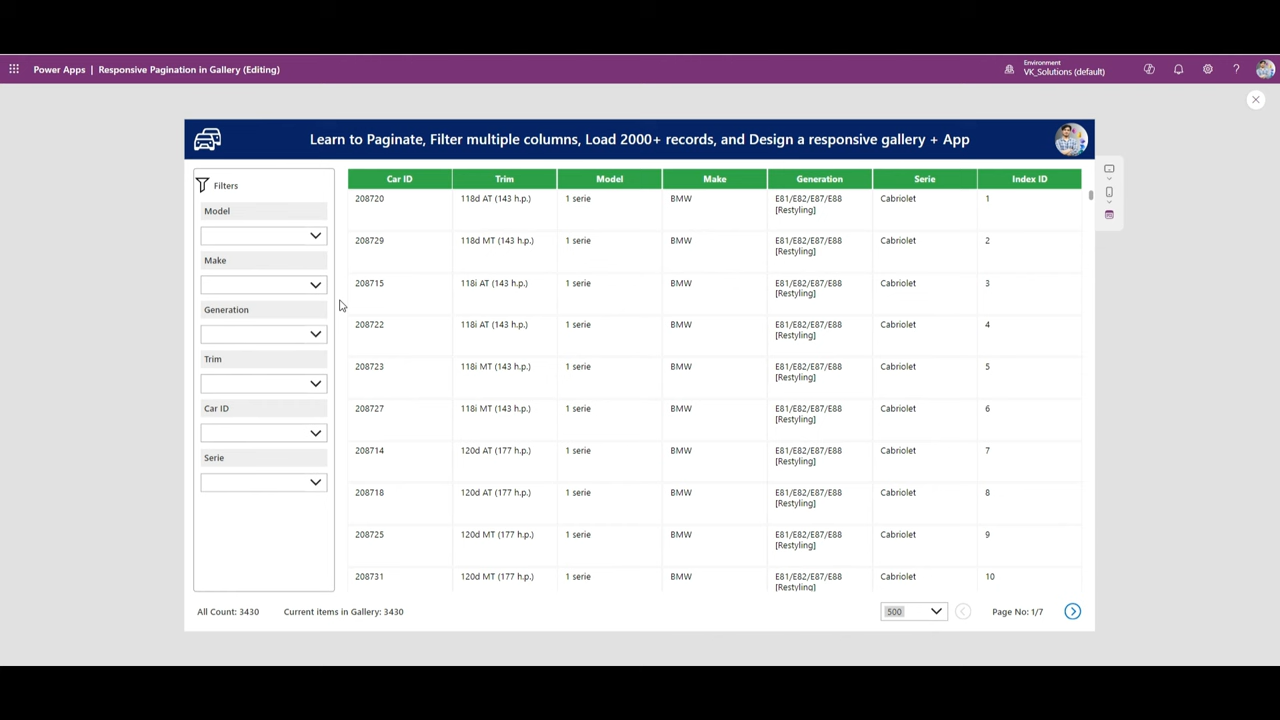 Power Apps | Responsive Pagination in Gallery (Editing)
Environment
VK_Solutions (default)
Learn to Paginate, Filter multiple columns, Load 2000+ records, and Design a responsive gallery + App
Filters
Model
Make
Generation
Trim
Car ID
Serie
Car ID Trim Model Make Generation Serie Index ID
208720 118d AT (143 h.p.) 1 serie BMW E81/E82/E87/E88 Cabriolet 1
[Restyling]
208729 118d MT (143 h.p.) 1 serie BMW E81/E82/E87/E88 Cabriolet 2
[Restyling]
208715 118i AT (143 h.p.) 1 serie BMW E81/E82/E87/E88 Cabriolet 3
[Restyling]
208722 118i AT (143 h.p.) 1 serie BMW E81/E82/E87/E88 Cabriolet 4
[Restyling]
208723 118i MT (143 h.p.) 1 serie BMW E81/E82/E87/E88 Cabriolet 5
[Restyling]
208727 118i MT (143 h.p.) 1 serie BMW E81/E82/E87/E88 Cabriolet 6
[Restyling]
208714 120d AT (177 h.p.) 1 serie BMW E81/E82/E87/E88 Cabriolet 7
[Restyling]
208718 120d AT (177 h.p.) 1 serie BMW E81/E82/E87/E88 Cabriolet 8
[Restyling]
208725 120d MT (177 h.p.) 1 serie BMW E81/E82/E87/E88 Cabriolet 9
[Restyling]
208731 120d MT (177 h.p.) 1 serie BMW E81/E82/E87/E88 Cabriolet 10
[Restyling]
All Count: 3430 Current items in Gallery: 3430 500 Page No: 1/7